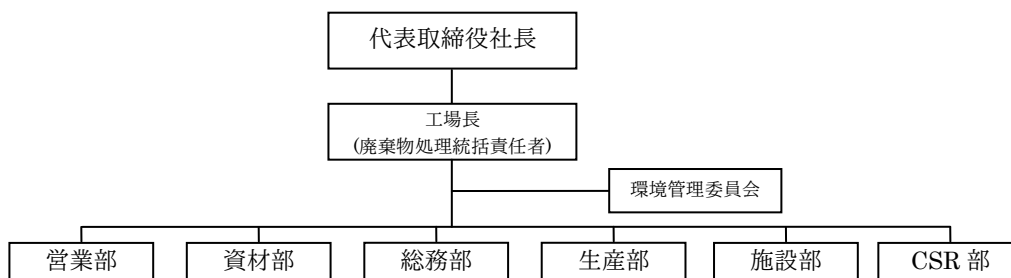 代表取締役社長
工場長
(廃棄物処理統括責任者)
環境管理委員会
営業部
資材部
総務部
生産部
施設部
CSR 部